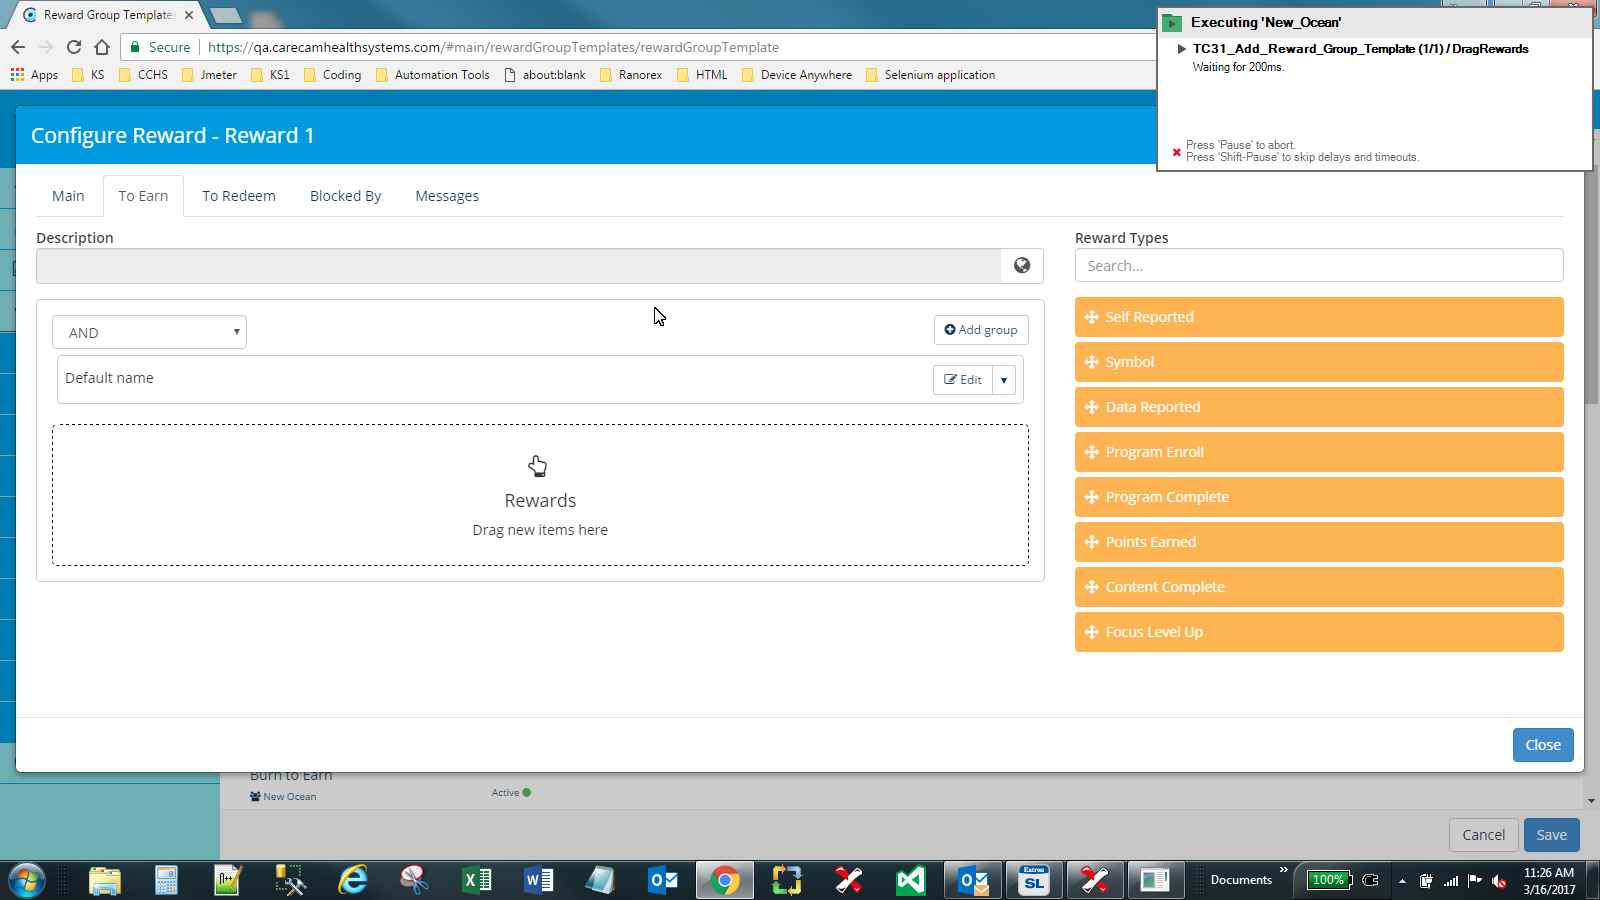 Reward Group Template
Secure
https://qa.carecamhealthsystems.com/#main/rewardGroupTemplates/rewardGroupTemplate
Apps
KS
CCHS
Jmeter
KS1
Coding
Automation Tools
about:blank
Ranorex
HTML
Device Anywhere
Selenium application
Executing 'New_Ocean'
TC31_Add_Reward_Group_Template (1/1) / DragRewards
Waiting for 200ms.
Press 'Pause' to abort.
Press 'Shift-Pause' to skip delays and timeouts.
Configure Reward - Reward 1
Main
To Earn
To Redeem
Blocked By
Messages
Description
AND
Add group
Default name
Edit
Rewards
Drag new items here
Reward Types
Search...
Self Reported
Symbol
Data Reported
Program Enroll
Program Complete
Points Earned
Content Complete
Focus Level Up
Close
Burn to Earn
New Ocean
Active
Cancel
Save
Documents
100%
11:26 AM
3/16/2017